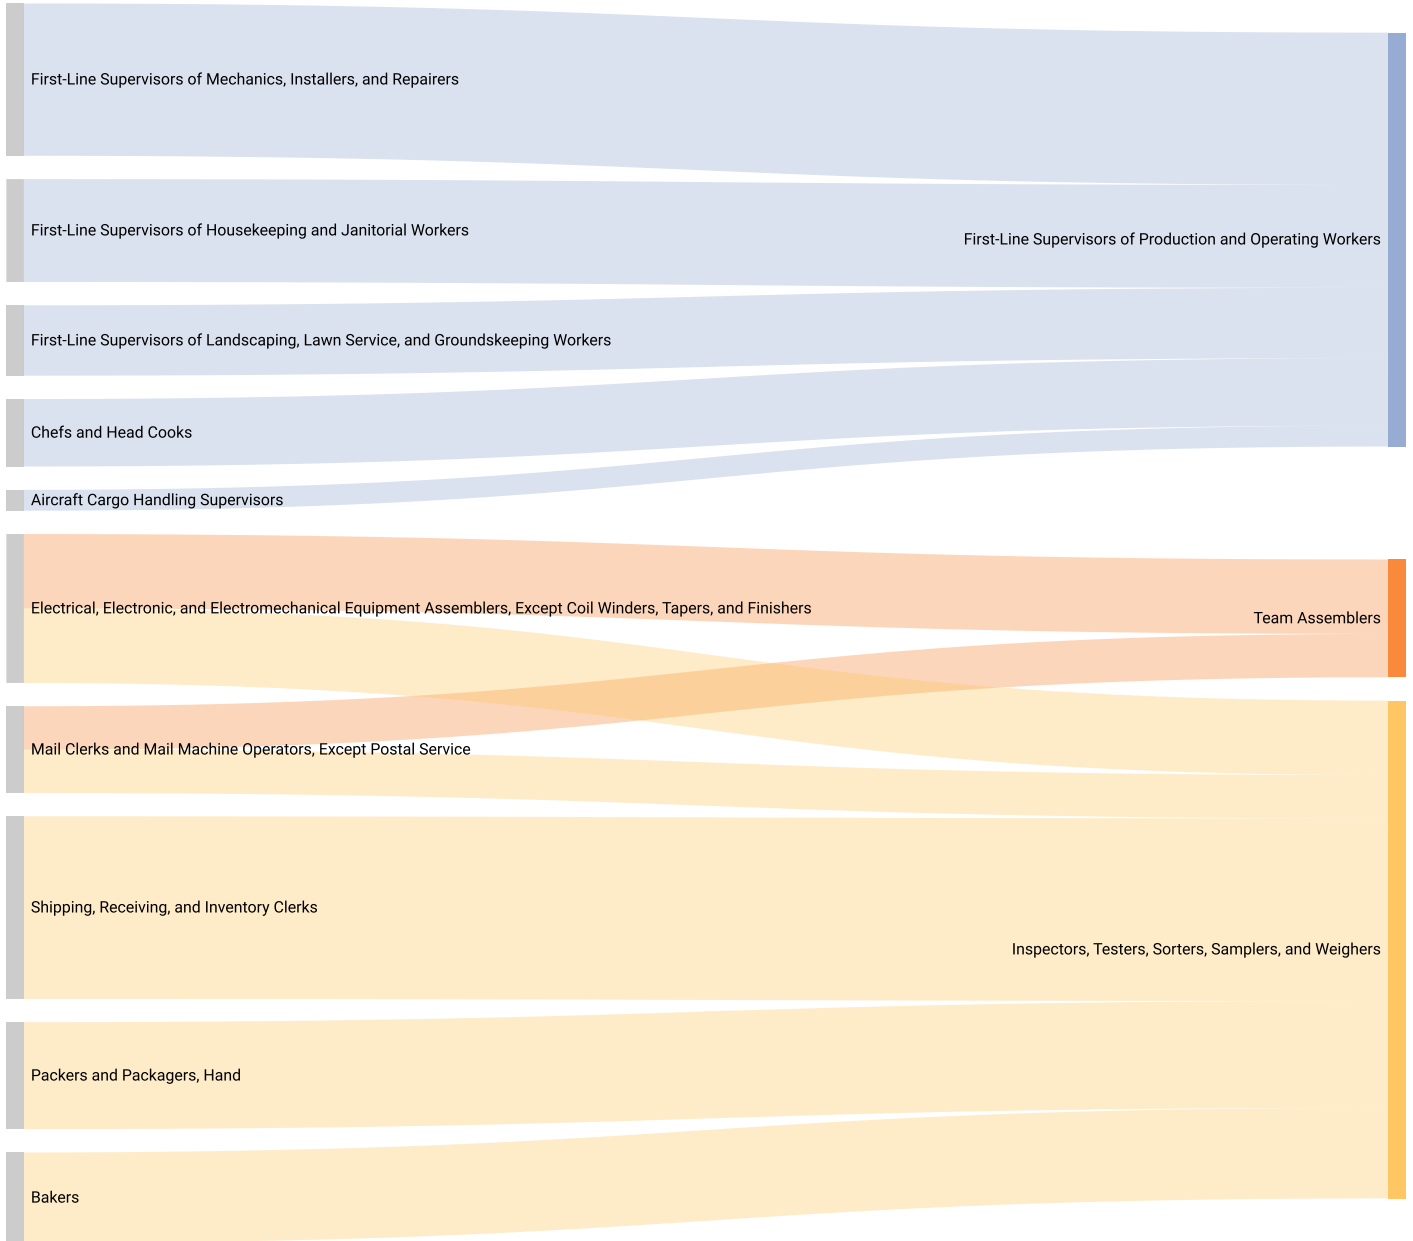 First-Line Supervisors of Mechanics, Installers, and Repairers
First-Line Supervisors of Housekeeping and Janitorial Workers
First-Line Supervisors of Production and Operating Workers
First-Line Supervisors of Landscaping, Lawn Service, and Groundskeeping Workers
Chefs and Head Cooks
Aircraft Cargo Handling Supervisors
Electrical, Electronic, and Electromechanical Equipment Assemblers, Except Coil Winders, Tapers, and Finishers
Team Assemblers
Mail Clerks and Mail Machine Operators, Except Postal Service
Shipping, Receiving, and Inventory Clerks
Inspectors, Testers, Sorters, Samplers, and Weighers
Packers and Packagers, Hand
Bakers